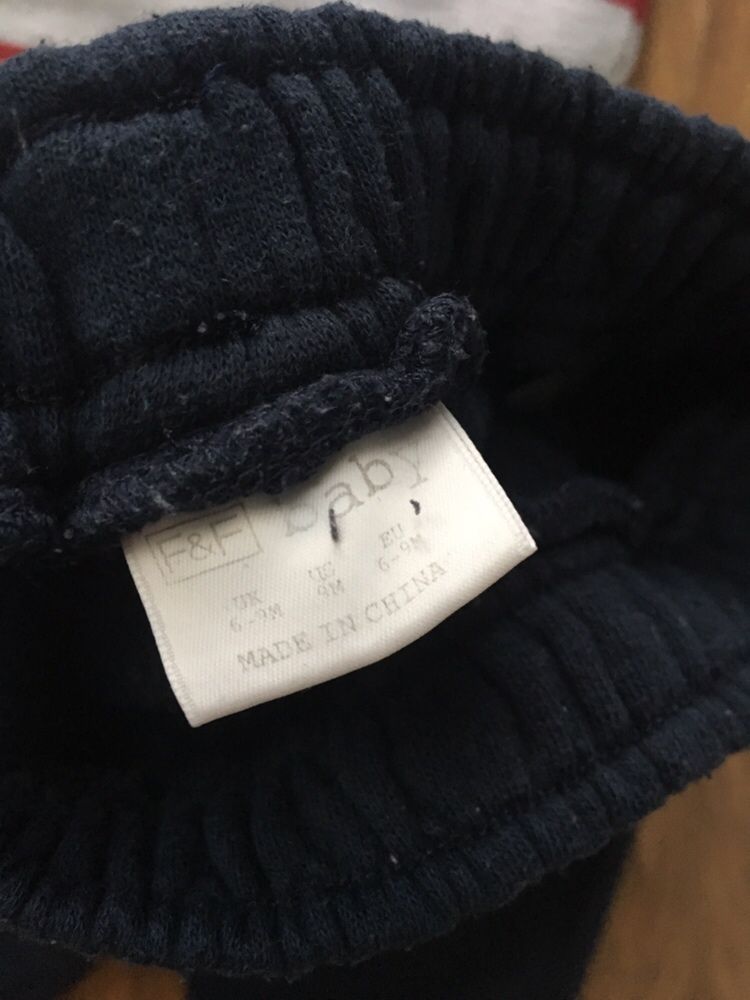 F&F Baby
UK US EU
6-9M 9M 6-9M
MADE IN CHINA